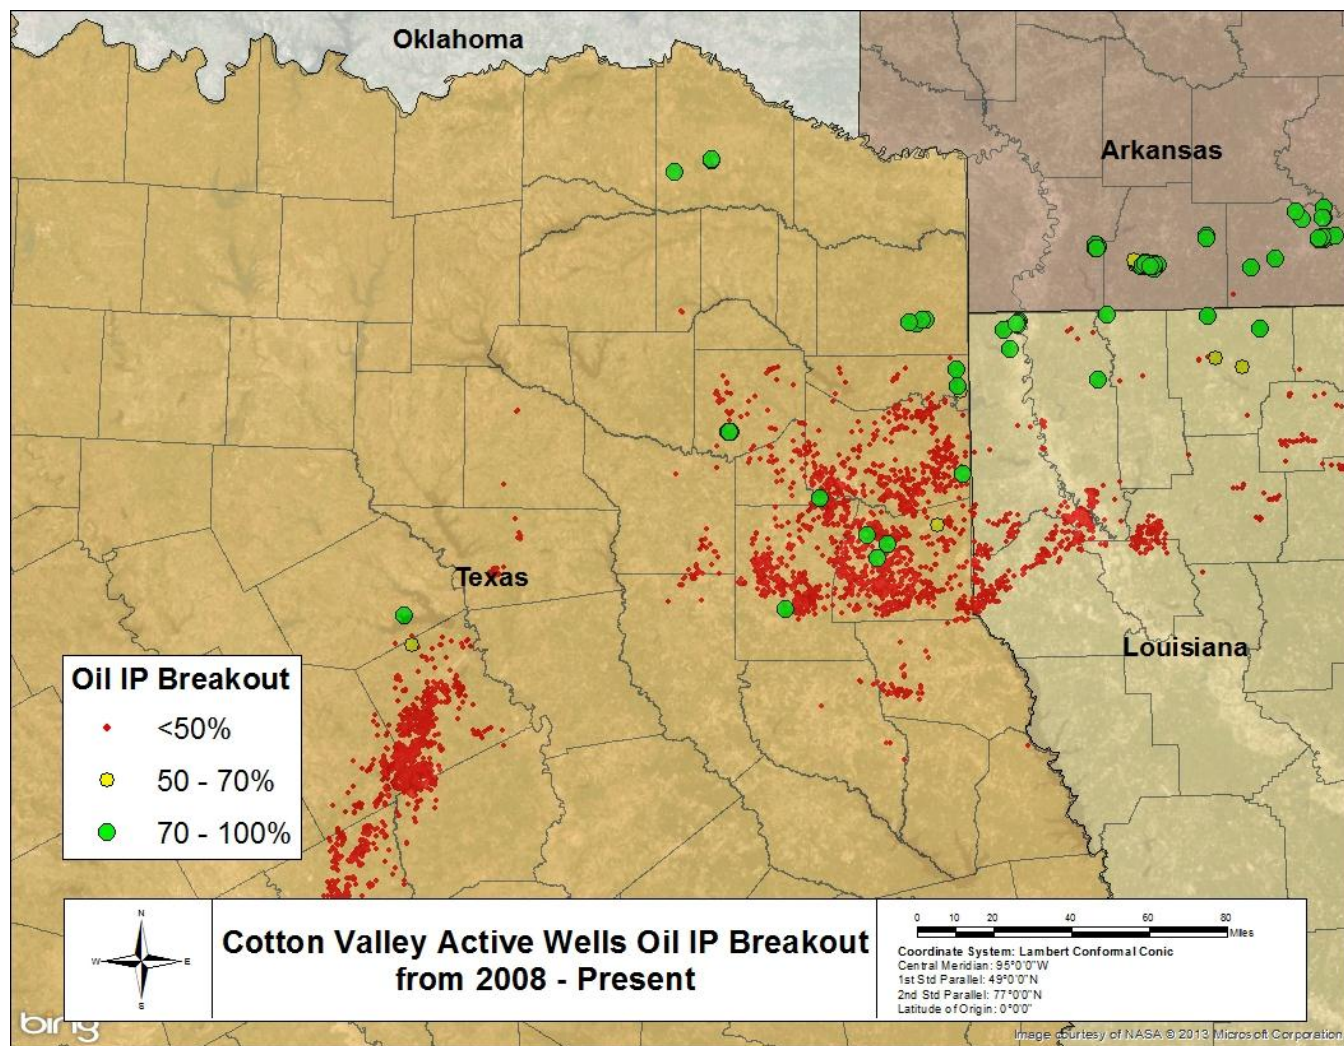 Oklahoma
Arkansas
Texas
Louisiana
Oil IP Breakout
<50%
50 - 70%
70 - 100%
N
W E
S
Cotton Valley Active Wells Oil IP Breakout
from 2008 - Present
0 10 20 40 60 80
Miles
Coordinate System: Lambert Conformal Conic
Central Meridian: 95°0'0"W
1st Std Parallel: 49°0'0"N
2nd Std Parallel: 77°0'0"N
Latitude of Origin: 0°0'0"
bing
Image courtesy of NASA © 2013 Microsoft Corporation